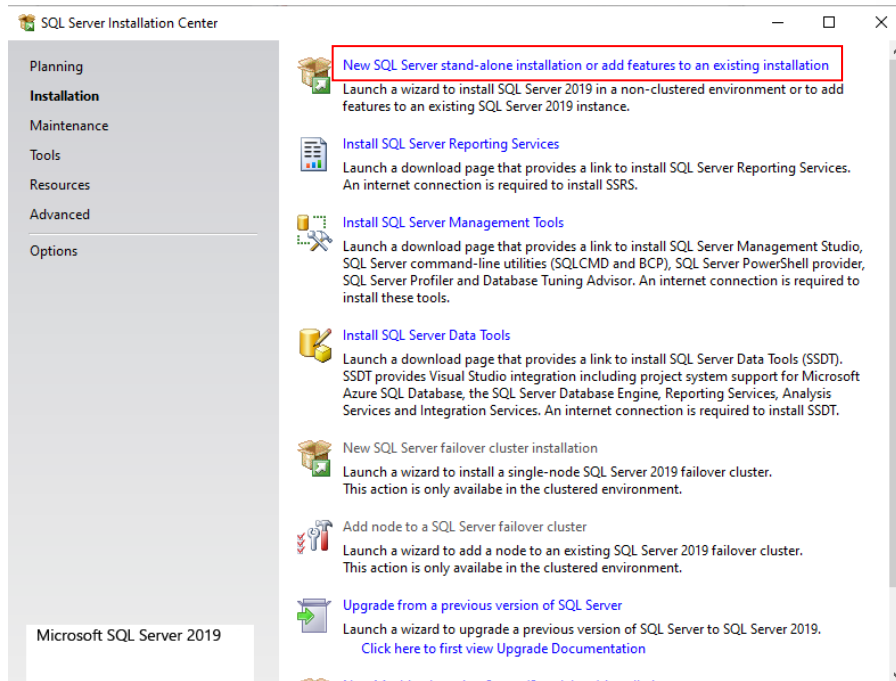 SQL Server Installation Center
Planning
Installation
Maintenance
Tools
Resources
Advanced
Options
Microsoft SQL Server 2019
New SQL Server stand-alone installation or add features to an existing installation
Launch a wizard to install SQL Server 2019 in a non-clustered environment or to add
features to an existing SQL Server 2019 instance.
Install SQL Server Reporting Services
Launch a download page that provides a link to install SQL Server Reporting Services.
An internet connection is required to install SSRS.
Install SQL Server Management Tools
Launch a download page that provides a link to install SQL Server Management Studio,
SQL Server command-line utilities (SQLCMD and BCP), SQL Server PowerShell provider,
SQL Server Profiler and Database Tuning Advisor. An internet connection is required to
install these tools.
Install SQL Server Data Tools
Launch a download page that provides a link to install SQL Server Data Tools (SSDT).
SSDT provides Visual Studio integration including project system support for Microsoft
Azure SQL Database, the SQL Server Database Engine, Reporting Services, Analysis
Services and Integration Services. An internet connection is required to install SSDT.
New SQL Server failover cluster installation
Launch a wizard to install a single-node SQL Server 2019 failover cluster.
This action is only availabe in the clustered environment.
Add node to a SQL Server failover cluster
Launch a wizard to add a node to an existing SQL Server 2019 failover cluster.
This action is only availabe in the clustered environment.
Upgrade from a previous version of SQL Server
Launch a wizard to upgrade a previous version of SQL Server to SQL Server 2019.
Click here to first view Upgrade Documentation